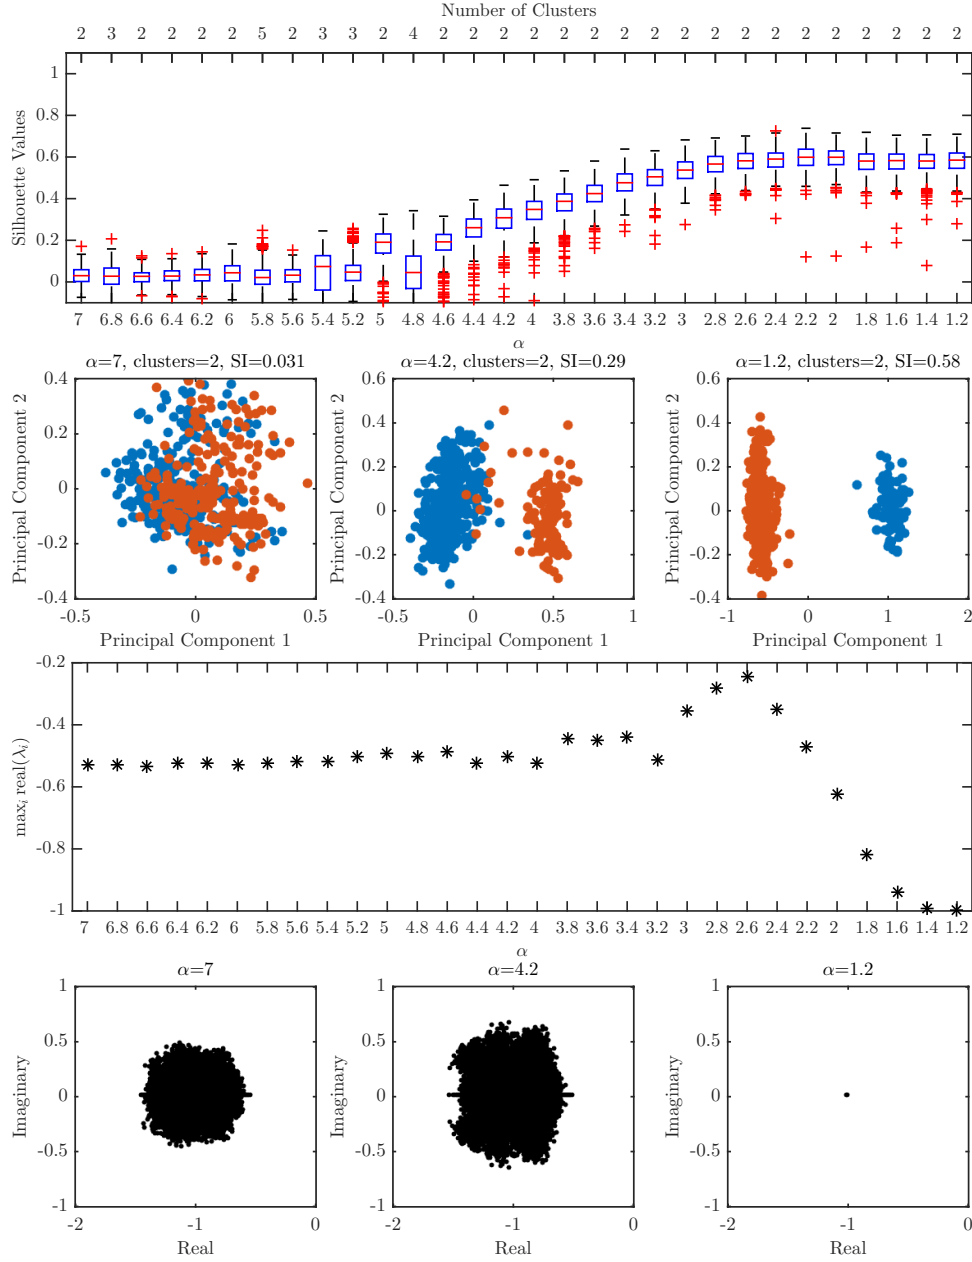 Number of Clusters
2 3 2 2 2 2 5 2 3 3 2 4 2 2 2 2 2 2 2 2 2 2 2 2 2 2 2 2 2 2
Silhouette Values
1
0.8
0.6
0.4
0.2
0
7 6.8 6.6 6.4 6.2 6 5.8 5.6 5.4 5.2 5 4.8 4.6 4.4 4.2 4 3.8 3.6 3.4 3.2 3 2.8 2.6 2.4 2.2 2 1.8 1.6 1.4 1.2
α
α=7, clusters=2, SI=0.031
Principal Component 2
0.4
0.2
0
-0.2
-0.4
-0.5 0 0.5
Principal Component 1
α=4.2, clusters=2, SI=0.29
Principal Component 2
0.6
0.4
0.2
0
-0.2
-0.4
-0.5 0 0.5 1
Principal Component 1
α=1.2, clusters=2, SI=0.58
Principal Component 2
0.6
0.4
0.2
0
-0.2
-0.4
-1 0 1 2
Principal Component 1
max_i real(λ_i)
-0.2
-0.4
-0.6
-0.8
-1
7 6.8 6.6 6.4 6.2 6 5.8 5.6 5.4 5.2 5 4.8 4.6 4.4 4.2 4 3.8 3.6 3.4 3.2 3 2.8 2.6 2.4 2.2 2 1.8 1.6 1.4 1.2
α
α=7
Imaginary
1
0.5
0
-0.5
-1
-2 -1 0
Real
α=4.2
Imaginary
1
0.5
0
-0.5
-1
-2 -1 0
Real
α=1.2
Imaginary
1
0.5
0
-0.5
-1
-2 -1 0
Real